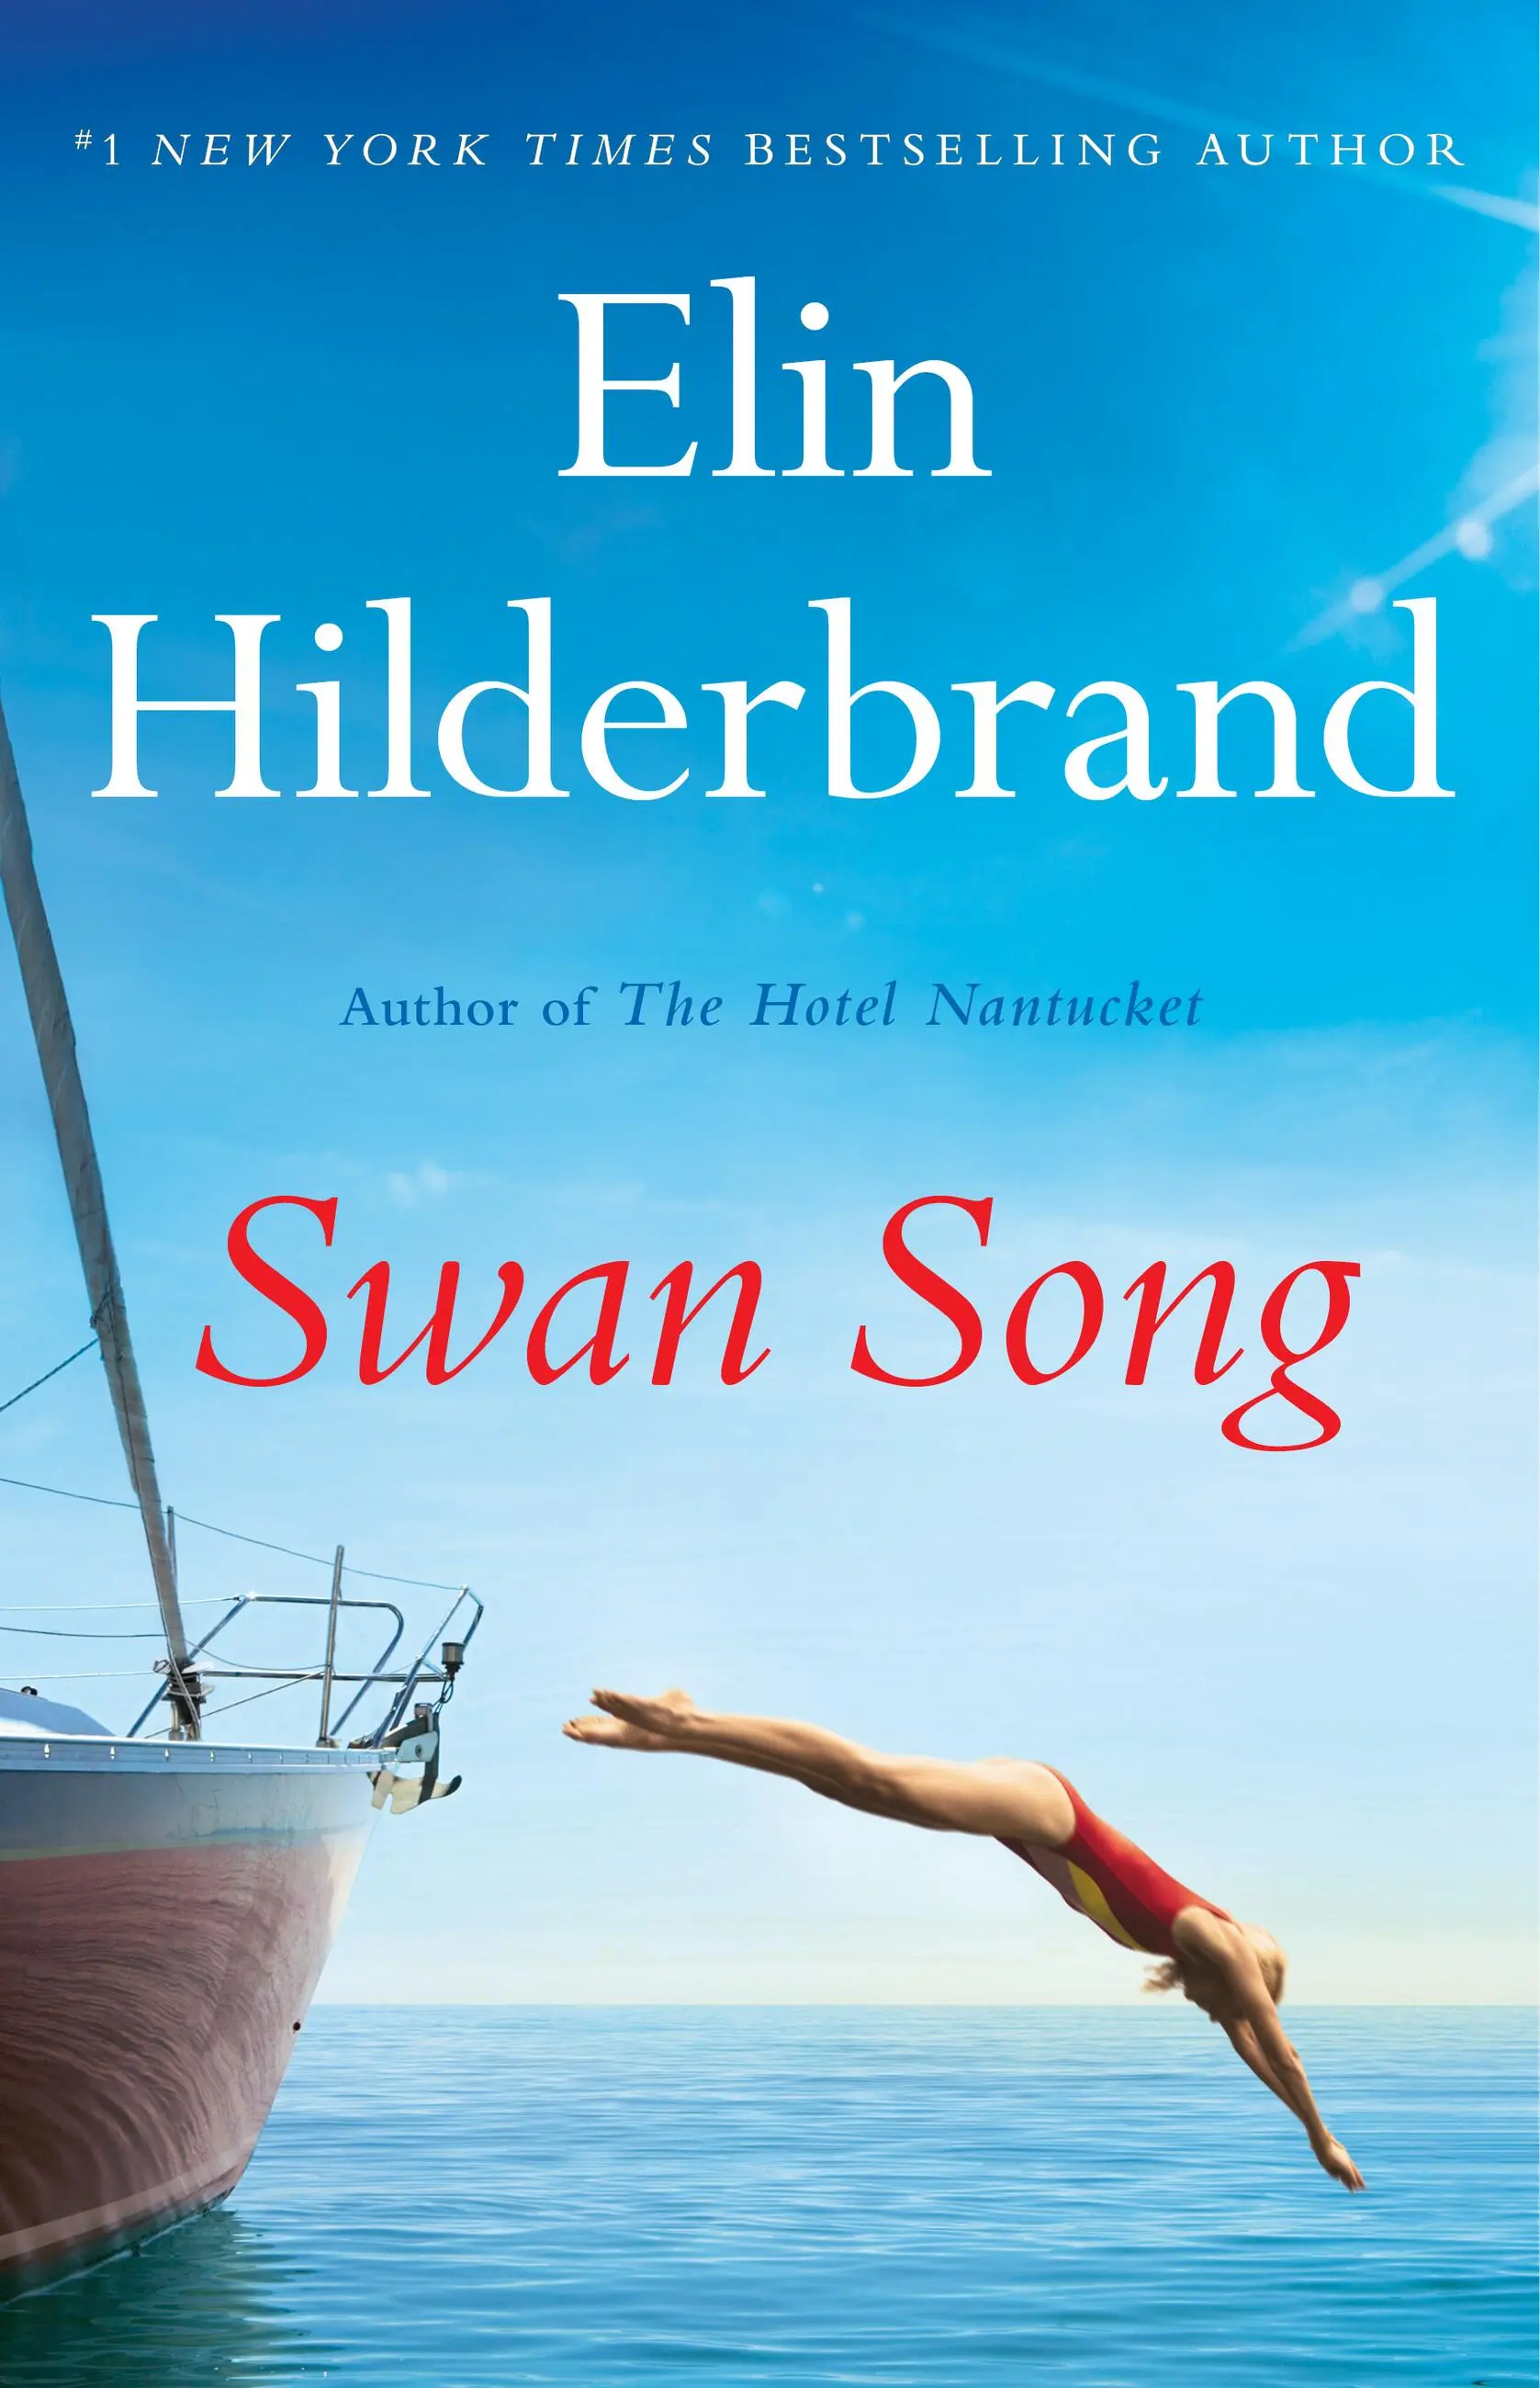 #1 NEW YORK TIMES BESTSELLING AUTHOR
Elin
Hilderbrand
Author of The Hotel Nantucket
Swan Song